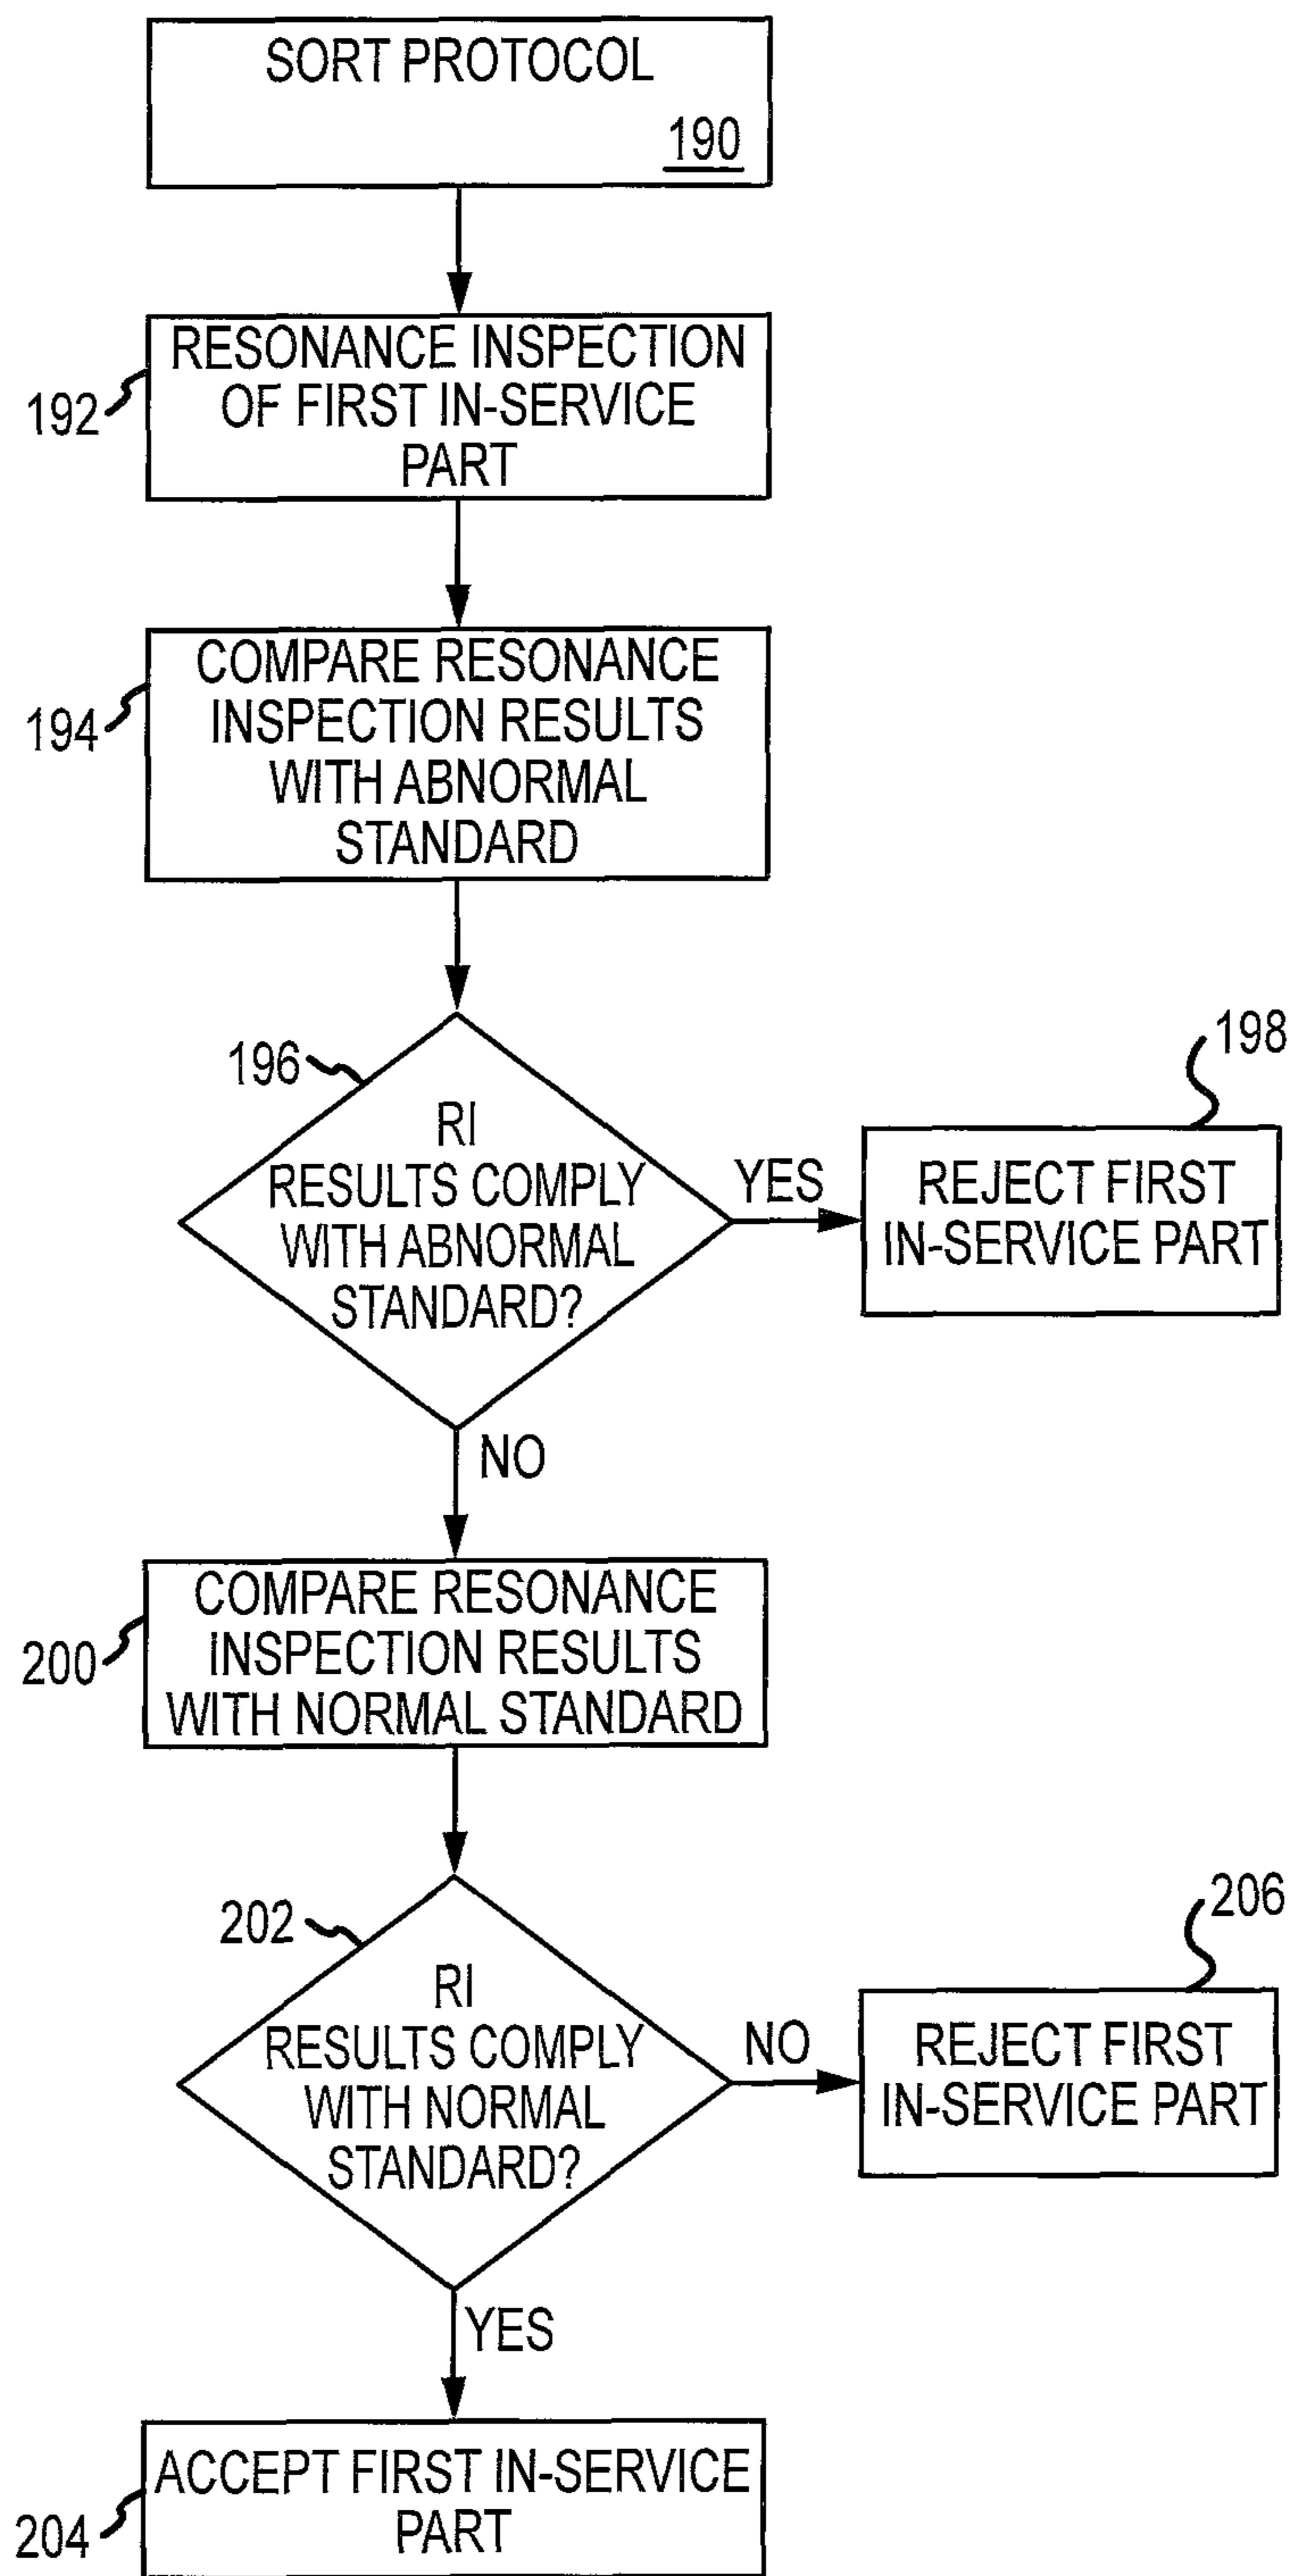 SORT PROTOCOL
190
192
RESONANCE INSPECTION
OF FIRST IN-SERVICE
PART
194
COMPARE RESONANCE
INSPECTION RESULTS
WITH ABNORMAL
STANDARD
196
RI
RESULTS COMPLY
WITH ABNORMAL
STANDARD?
YES
198
REJECT FIRST
IN-SERVICE PART
NO
200
COMPARE RESONANCE
INSPECTION RESULTS
WITH NORMAL STANDARD
202
RI
RESULTS COMPLY
WITH NORMAL
STANDARD?
NO
206
REJECT FIRST
IN-SERVICE PART
YES
204
ACCEPT FIRST IN-SERVICE
PART